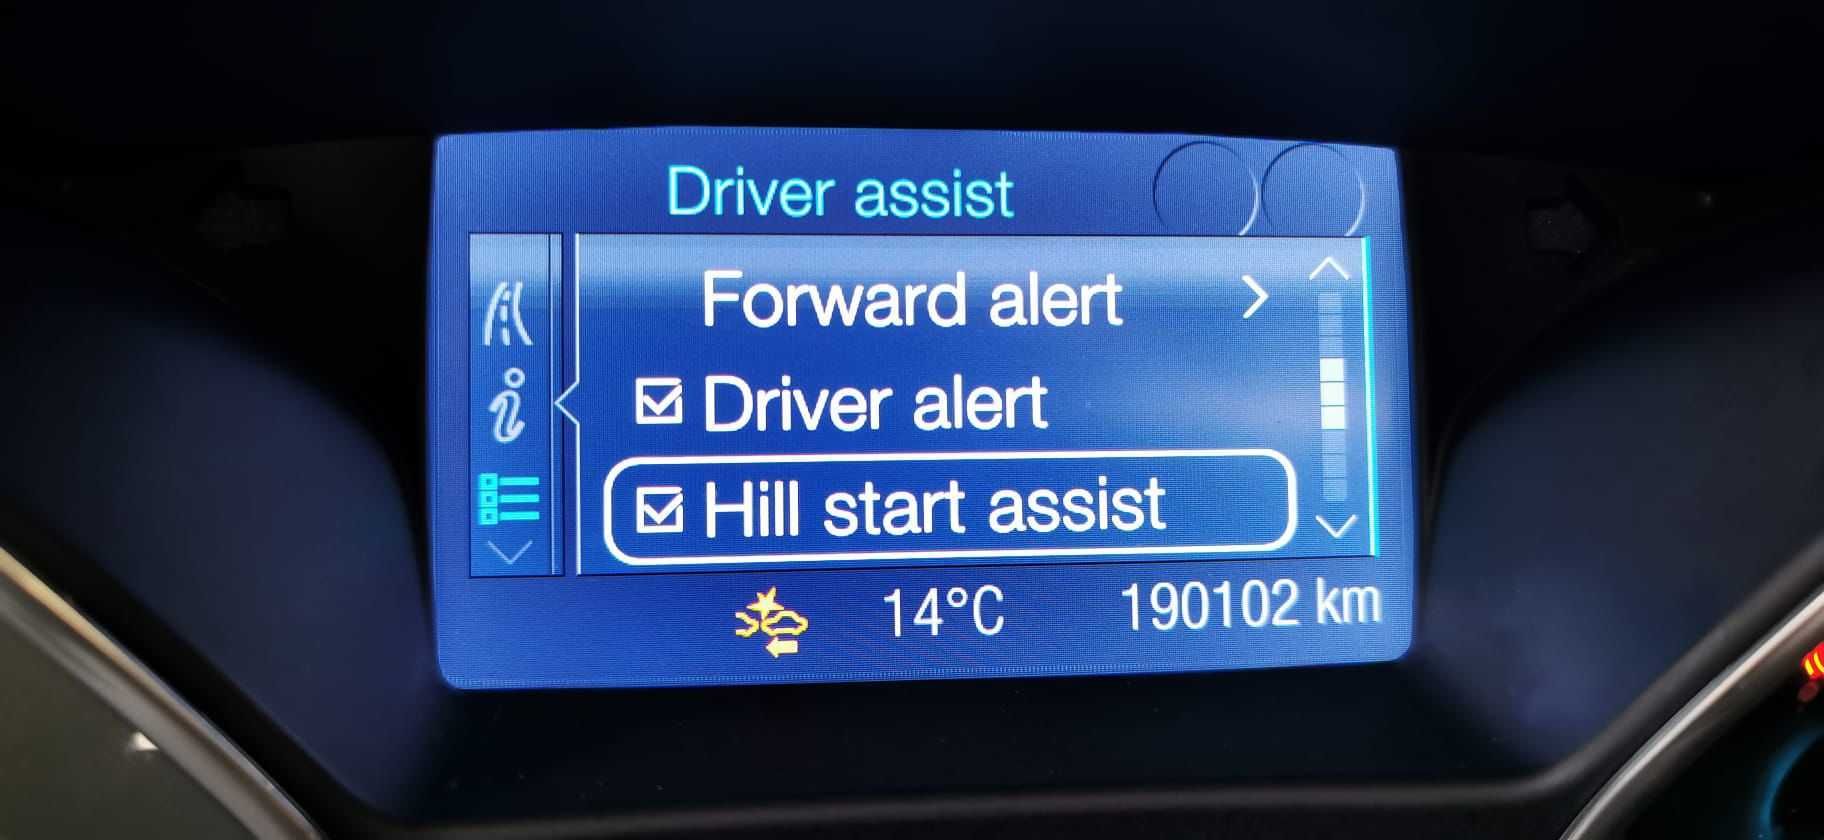 Driver assist
Forward alert
Driver alert
Hill start assist
14°C 190102 km